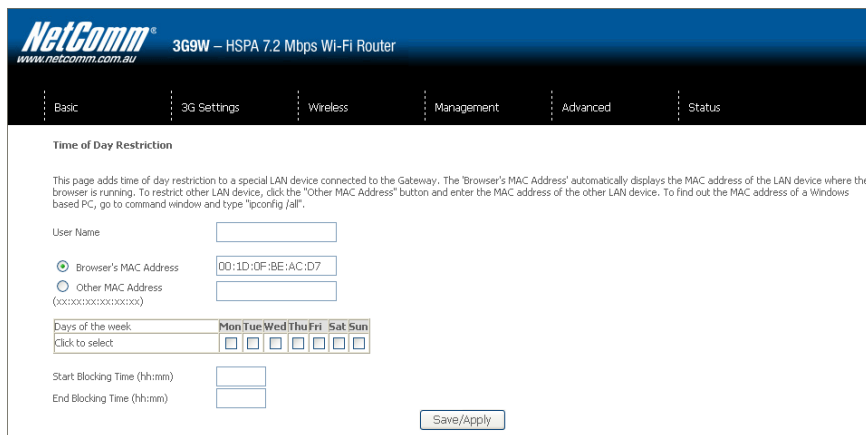 NetComm®
www.netcomm.com.au
3G9W – HSPA 7.2 Mbps Wi-Fi Router
Basic 3G Settings Wireless Management Advanced Status
Time of Day Restriction
This page adds time of day restriction to a special LAN device connected to the Gateway. The 'Browser's MAC Address' automatically displays the MAC address of the LAN device where the
browser is running. To restrict other LAN device, click the "Other MAC Address" button and enter the MAC address of the other LAN device. To find out the MAC address of a Windows
based PC, go to command window and type "ipconfig /all".
User Name
Browser's MAC Address 00:1D:0F:BE:AC:D7
Other MAC Address
(xx:xx:xx:xx:xx:xx)
Days of the week Mon Tue Wed Thu Fri Sat Sun
Click to select
Start Blocking Time (hh:mm)
End Blocking Time (hh:mm)
Save/Apply